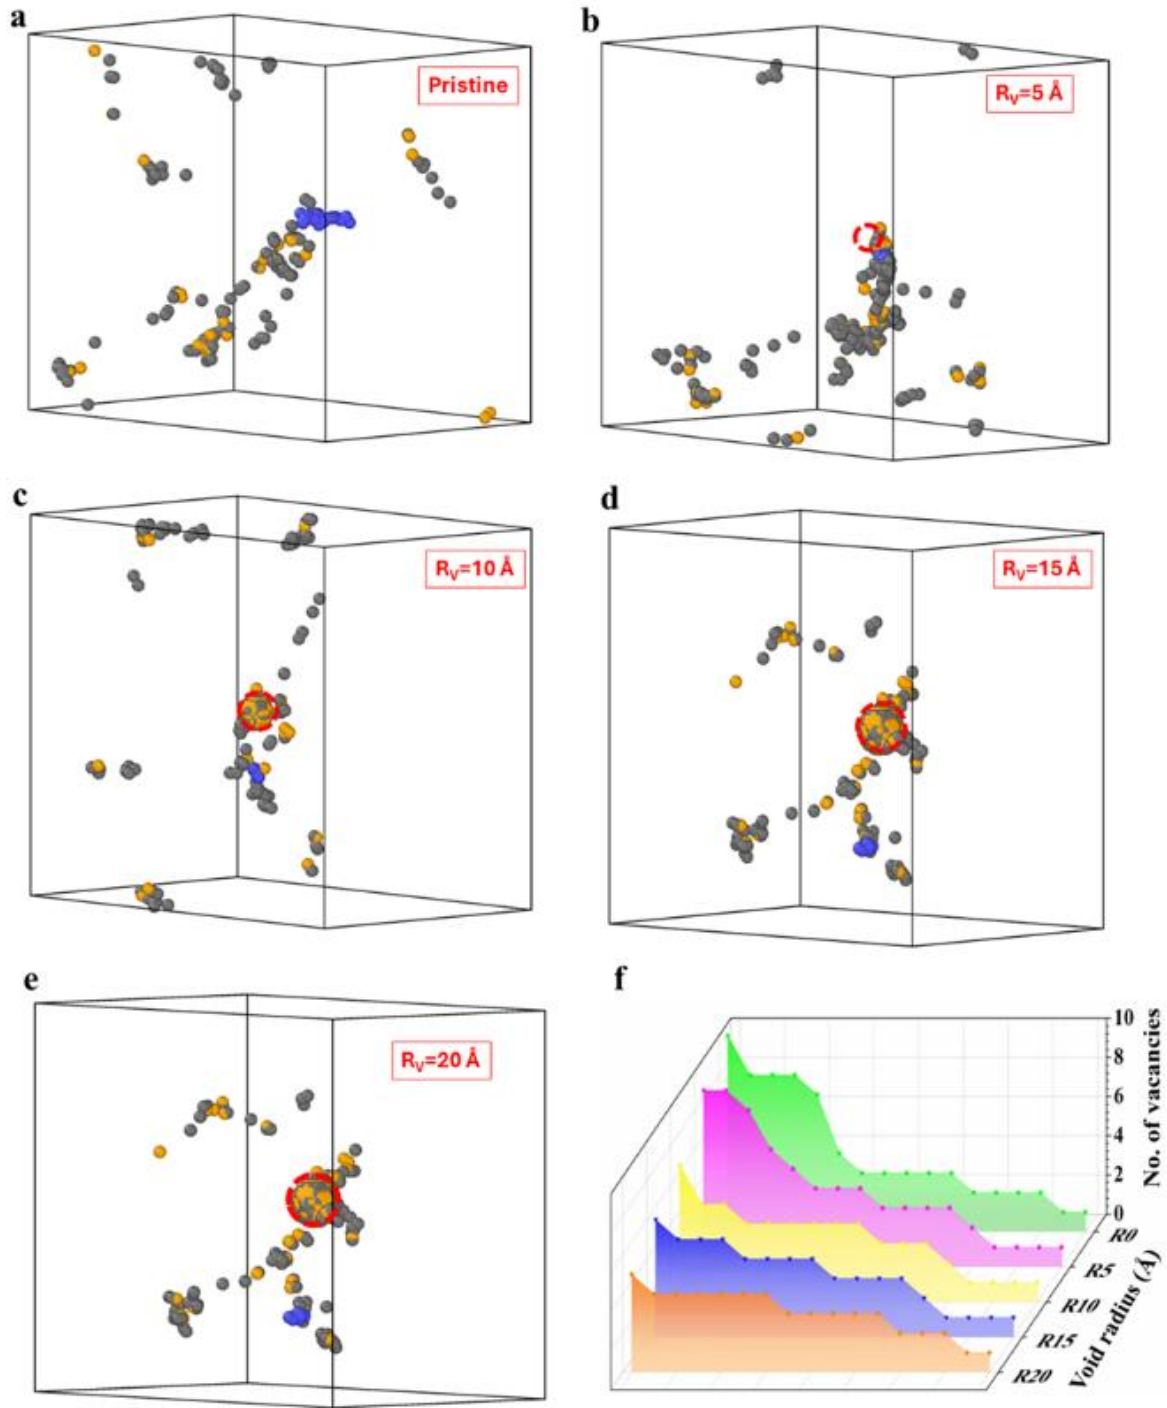 a
Pristine
b
R_V=5 Å
c
R_V=10 Å
d
R_V=15 Å
e
R_V=20 Å
f
10
8
6
4
2
0
No. of vacancies
R0
R5
R10
R15
R20
Void radius (Å)